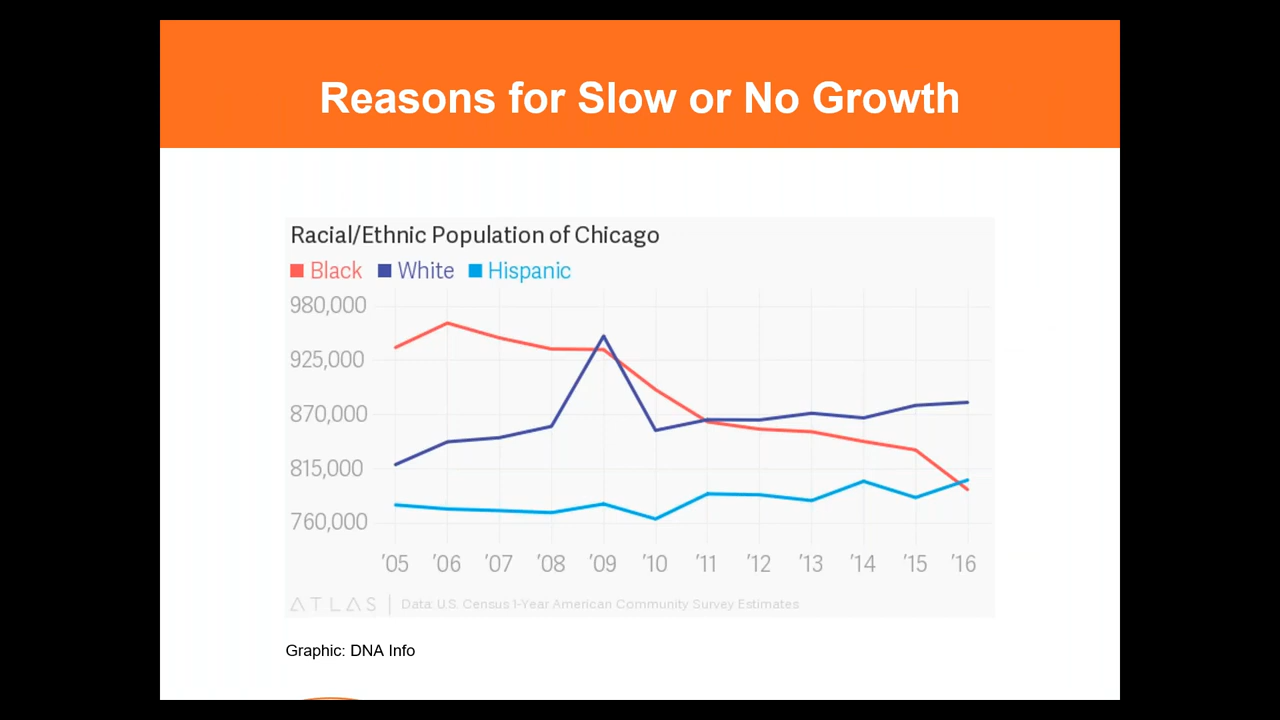 Reasons for Slow or No Growth
Racial/Ethnic Population of Chicago
Black White Hispanic
980,000
925,000
870,000
815,000
760,000
'05 '06 '07 '08 '09 '10 '11 '12 '13 '14 '15 '16
ATLAS | Data: U.S. Census 1-Year American Community Survey Estimates
Graphic: DNA Info